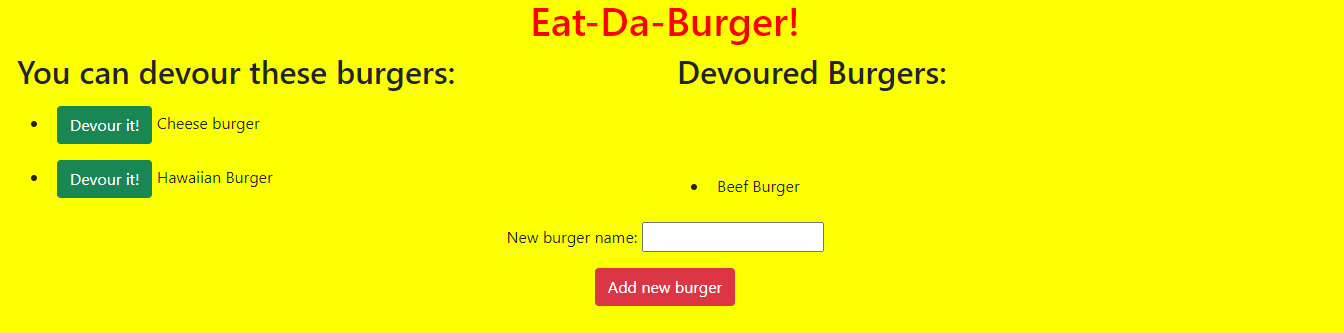 Eat-Da-Burger!
You can devour these burgers:
Devour it! Cheese burger
Devour it! Hawaiian Burger
Devoured Burgers:
Beef Burger
New burger name:
Add new burger